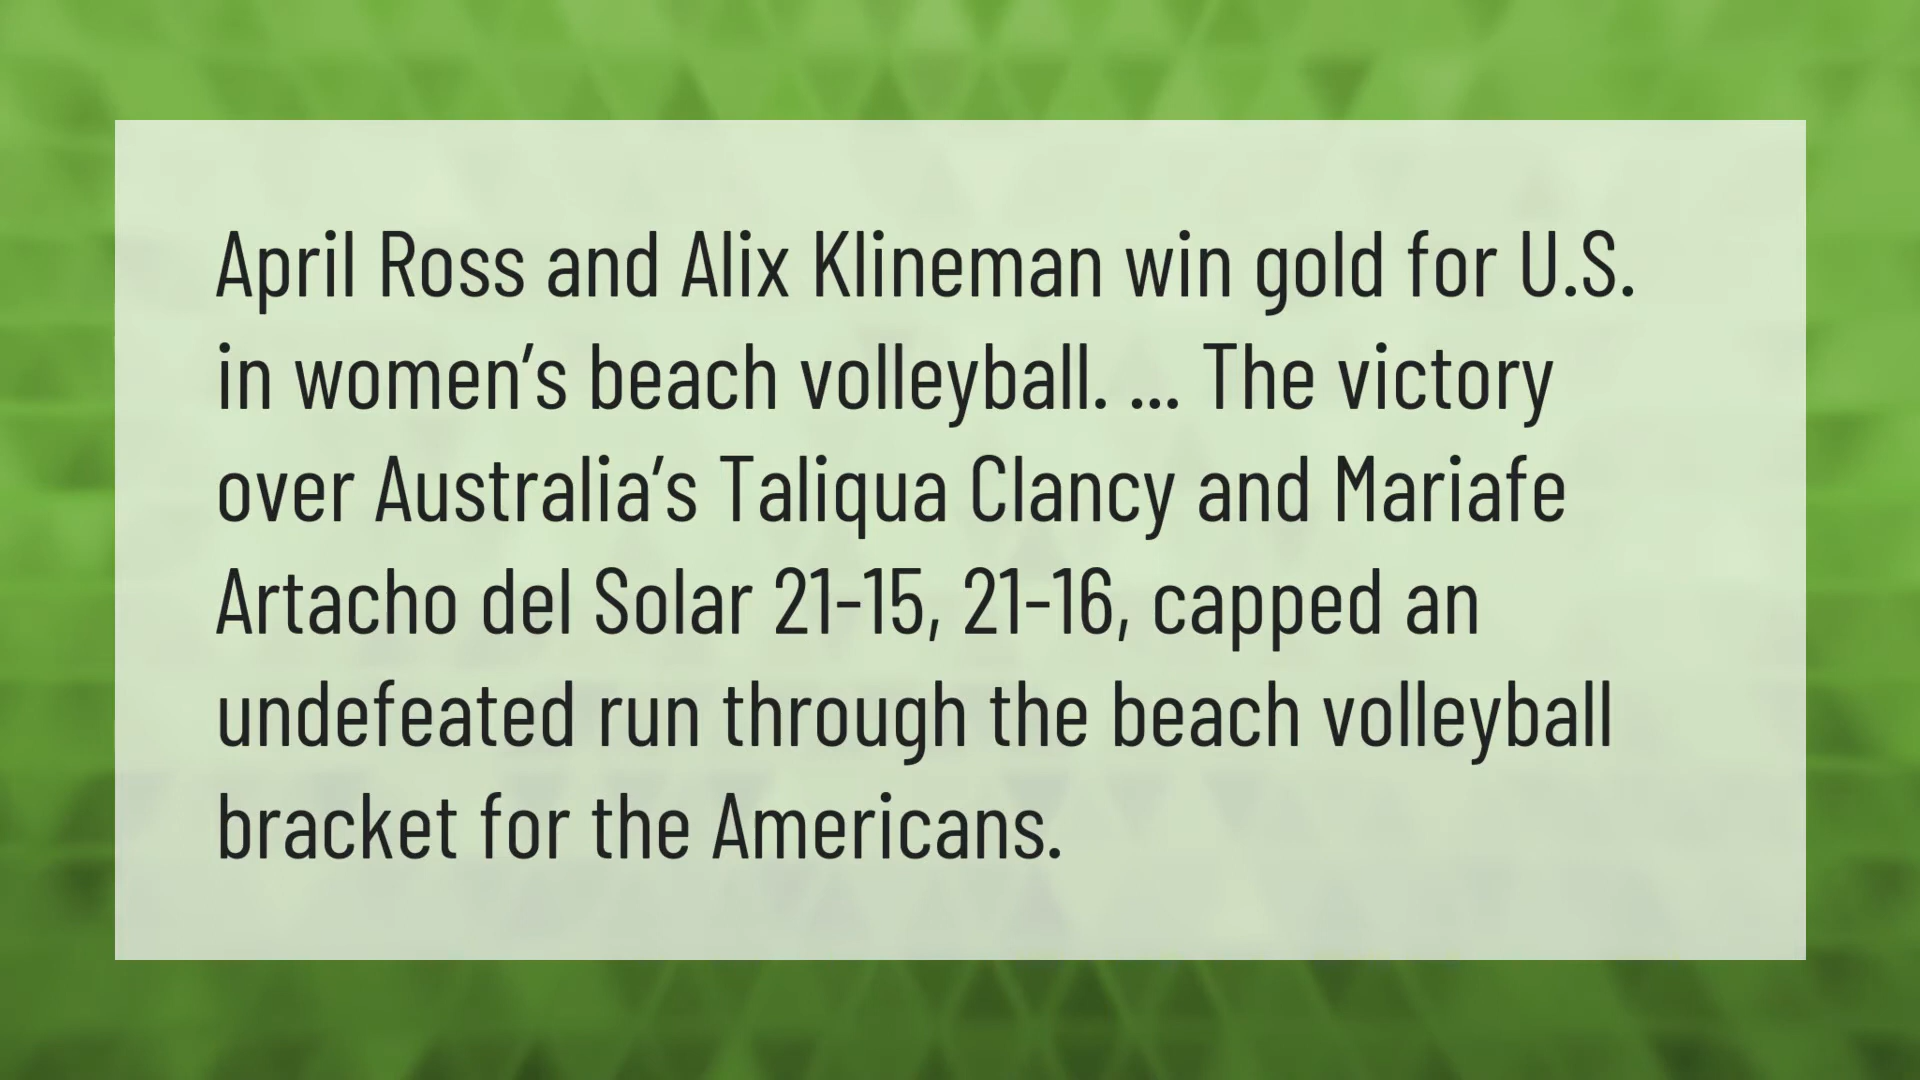 April Ross and Alix Klineman win gold for U.S.
in women’s beach volleyball. ... The victory
over Australia’s Taliqua Clancy and Mariafe
Artacho del Solar 21-15, 21-16, capped an
undefeated run through the beach volleyball
bracket for the Americans.